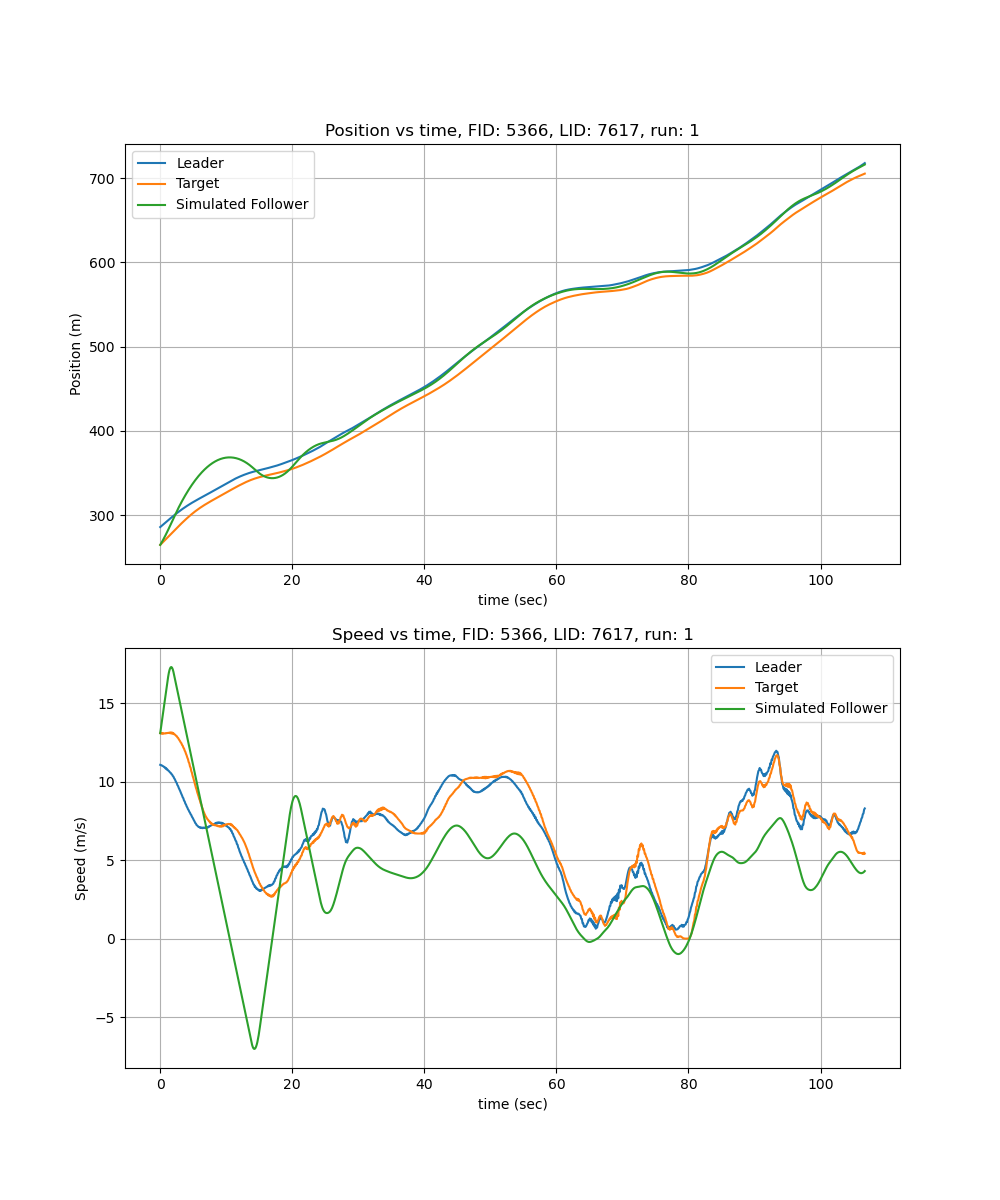 Position vs time, FID: 5366, LID: 7617, run: 1
Leader
Target
Simulated Follower
700
600
500
400
300
Position (m)
0 20 40 60 80 100
time (sec)
Speed vs time, FID: 5366, LID: 7617, run: 1
Leader
Target
Simulated Follower
15
10
5
0
−5
Speed (m/s)
0 20 40 60 80 100
time (sec)